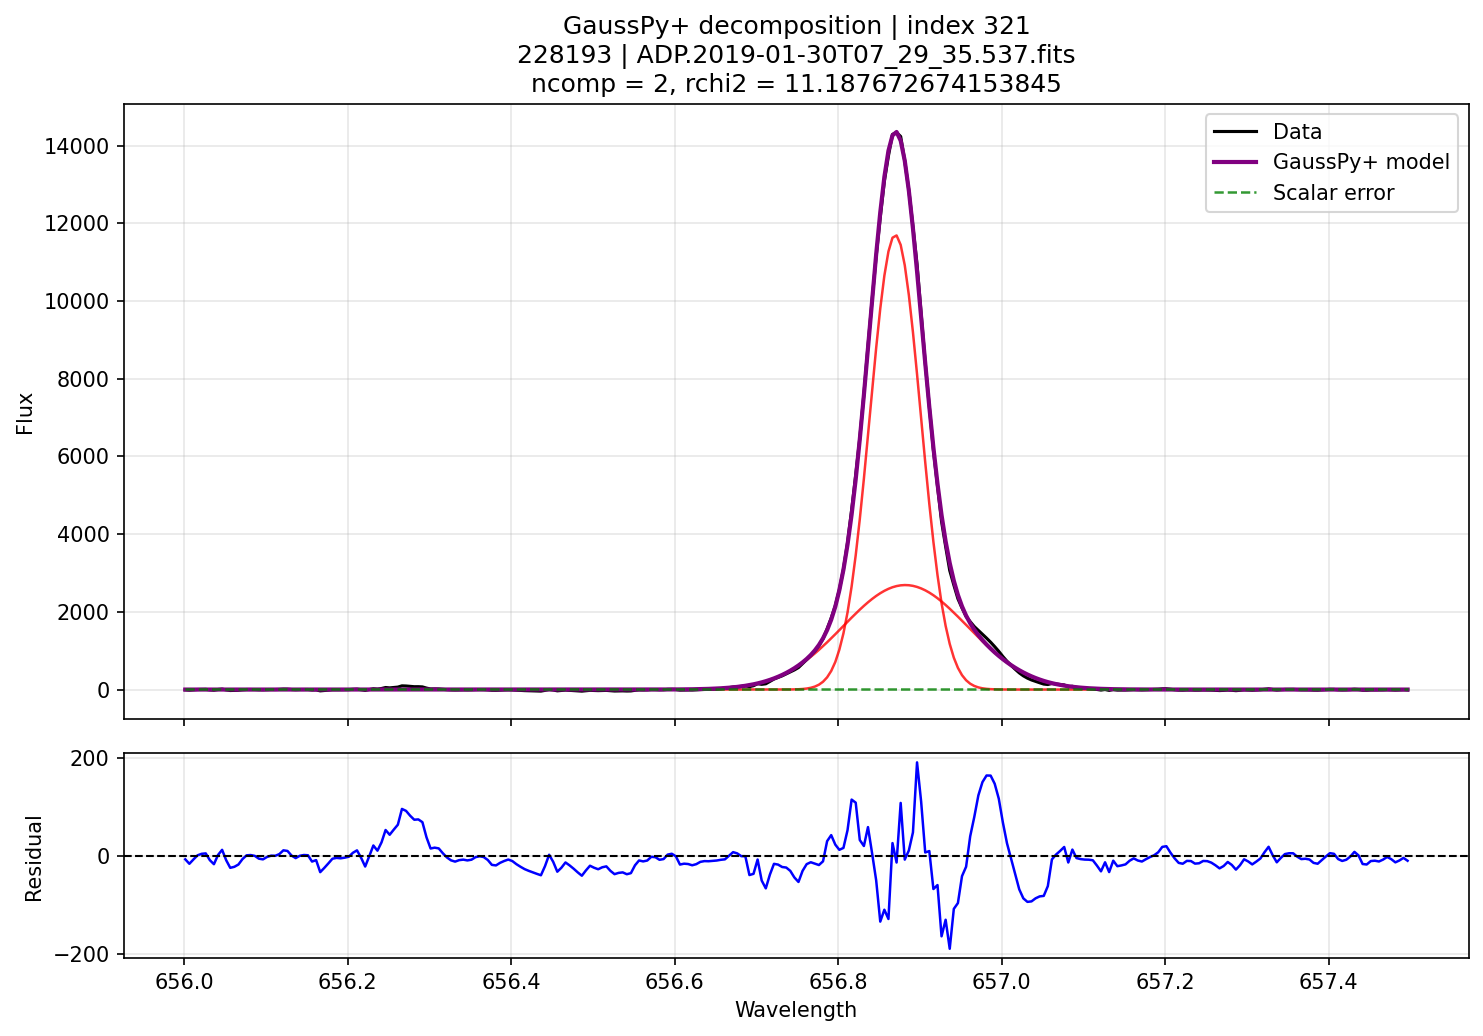 GaussPy+ decomposition | index 321
228193 | ADP.2019-01-30T07_29_35.537.fits
ncomp = 2, rchi2 = 11.187672674153845
Data
GaussPy+ model
Scalar error
Flux
14000
12000
10000
8000
6000
4000
2000
0
Residual
200
0
−200
656.0
656.2
656.4
656.6
656.8
657.0
657.2
657.4
Wavelength